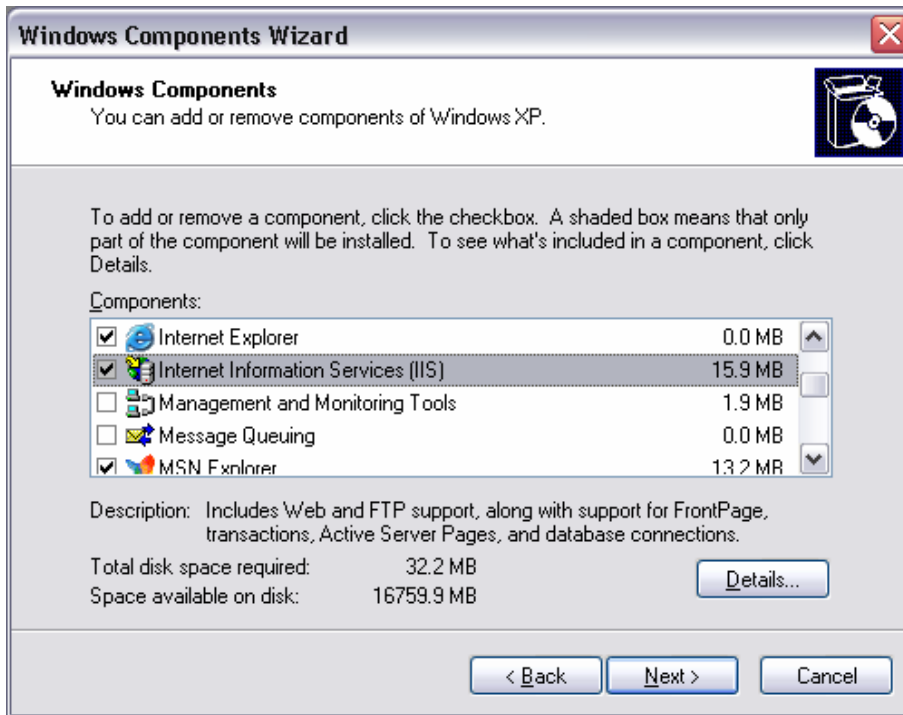 Windows Components Wizard
Windows Components
You can add or remove components of Windows XP.
To add or remove a component, click the checkbox. A shaded box means that only
part of the component will be installed. To see what's included in a component, click
Details.
Components:
Internet Explorer 0.0 MB
Internet Information Services (IIS) 15.9 MB
Management and Monitoring Tools 1.9 MB
Message Queuing 0.0 MB
MSN Explorer 13.2 MB
Description: Includes Web and FTP support, along with support for FrontPage,
transactions, Active Server Pages, and database connections.
Total disk space required: 32.2 MB
Space available on disk: 16759.9 MB
Details...
< Back Next > Cancel